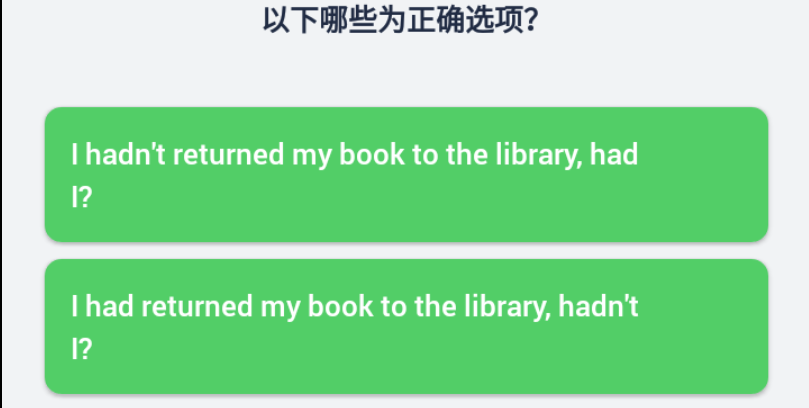 以下哪些为正确选项？
I hadn't returned my book to the library, had
I?
I had returned my book to the library, hadn't
I?